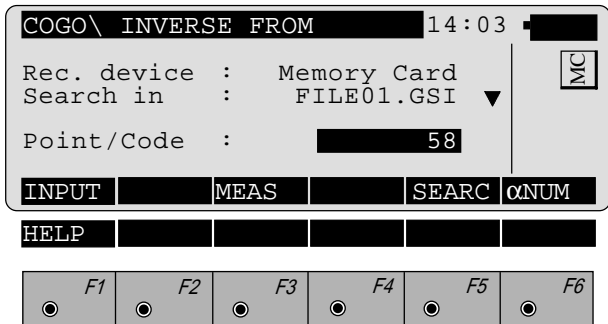 COGO\ INVERSE FROM 14:03
MC
Rec. device : Memory Card
Search in : FILE01.GSI ▼
Point/Code : 58
INPUT MEAS SEARC αNUM
HELP
F1 F2 F3 F4 F5 F6